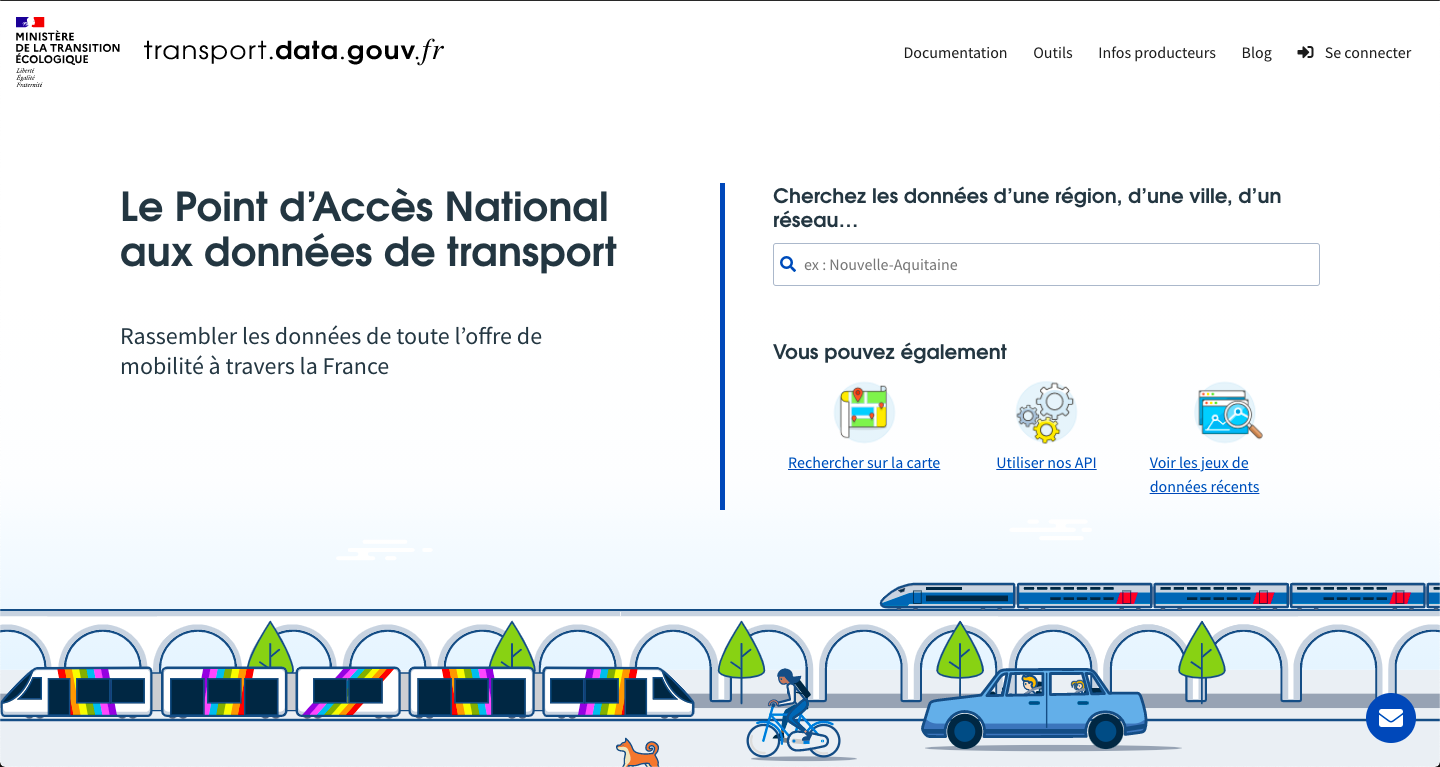 MINISTÈRE
DE LA TRANSITION
ÉCOLOGIQUE
Liberté
Égalité
Fraternité
transport.data.gouv.fr
Documentation
Outils
Infos producteurs
Blog
Se connecter
Le Point d’Accès National
aux données de transport
Rassembler les données de toute l’offre de
mobilité à travers la France
Cherchez les données d’une région, d’une ville, d’un
réseau…
ex : Nouvelle-Aquitaine
Vous pouvez également
Rechercher sur la carte
Utiliser nos API
Voir les jeux de
données récents